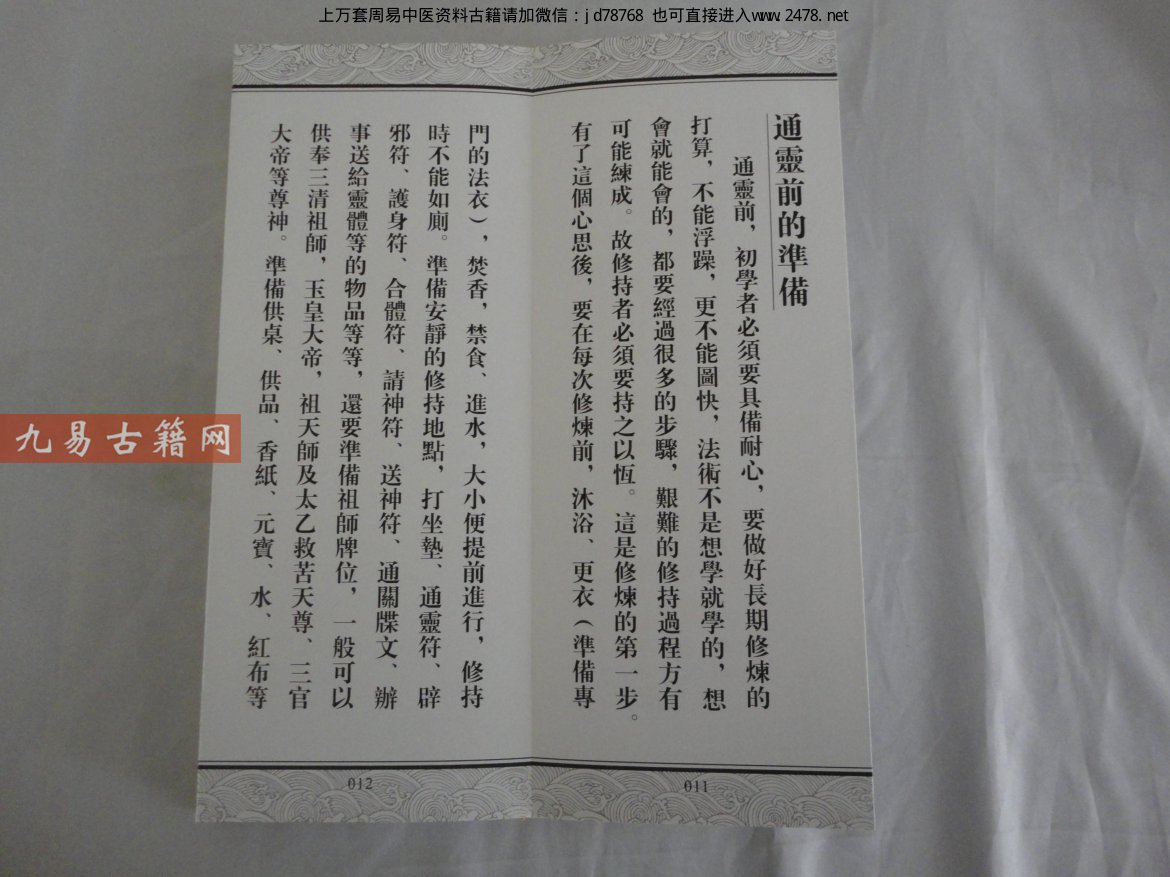 上万套周易中医资料古籍请加微信：jd78768 也可直接进入www.2478.net
通靈前的準備
通靈前，初學者必須要具備耐心，要做好長期修煉的
打算，不能浮躁，更不能圖快，法術不是想學就學的，想
會就能會的，都要經過很多的步驟，艱難的修持過程方有
可能練成。故修持者必須要持之以恆。這是修煉的第一步。
有了這個心思後，要在每次修煉前，沐浴、更衣（準備專
門的法衣），焚香，禁食、進水，大小便提前進行，修持
時不能如廁。準備安靜的修持地點，打坐墊、通靈符、辟
邪符、護身符、合體符、請神符、送神符、通關牒文、辦
事送給靈體等的物品等等，還要準備祖師牌位，一般可以
供奉三清祖師，玉皇大帝，祖天師及太乙救苦天尊、三官
大帝等尊神。準備供桌、供品、香紙、元寶、水、紅布等
011
012
九易古籍网